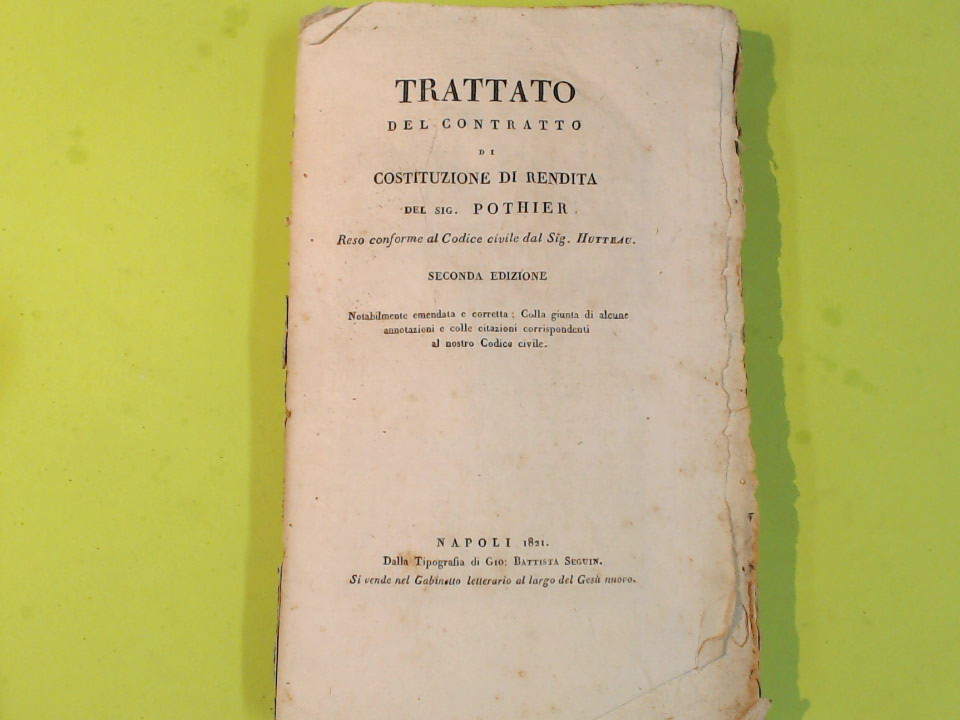 TRATTATO
DEL CONTRATTO
DI
COSTITUZIONE DI RENDITA
DEL SIG. POTHIER
Reso conforme al Codice civile dal Sig. HUTTEAU.
SECONDA EDIZIONE
Notabilmente emendata e corretta; Colla giunta di alcune
annotazioni e colle citazioni corrispondenti
al nostro Codice civile.
NAPOLI 1821.
Dalla Tipografia di GIO: BATTISTA SEGUIN.
Si vende nel Gabinetto letterario al largo del Gesù nuovo.